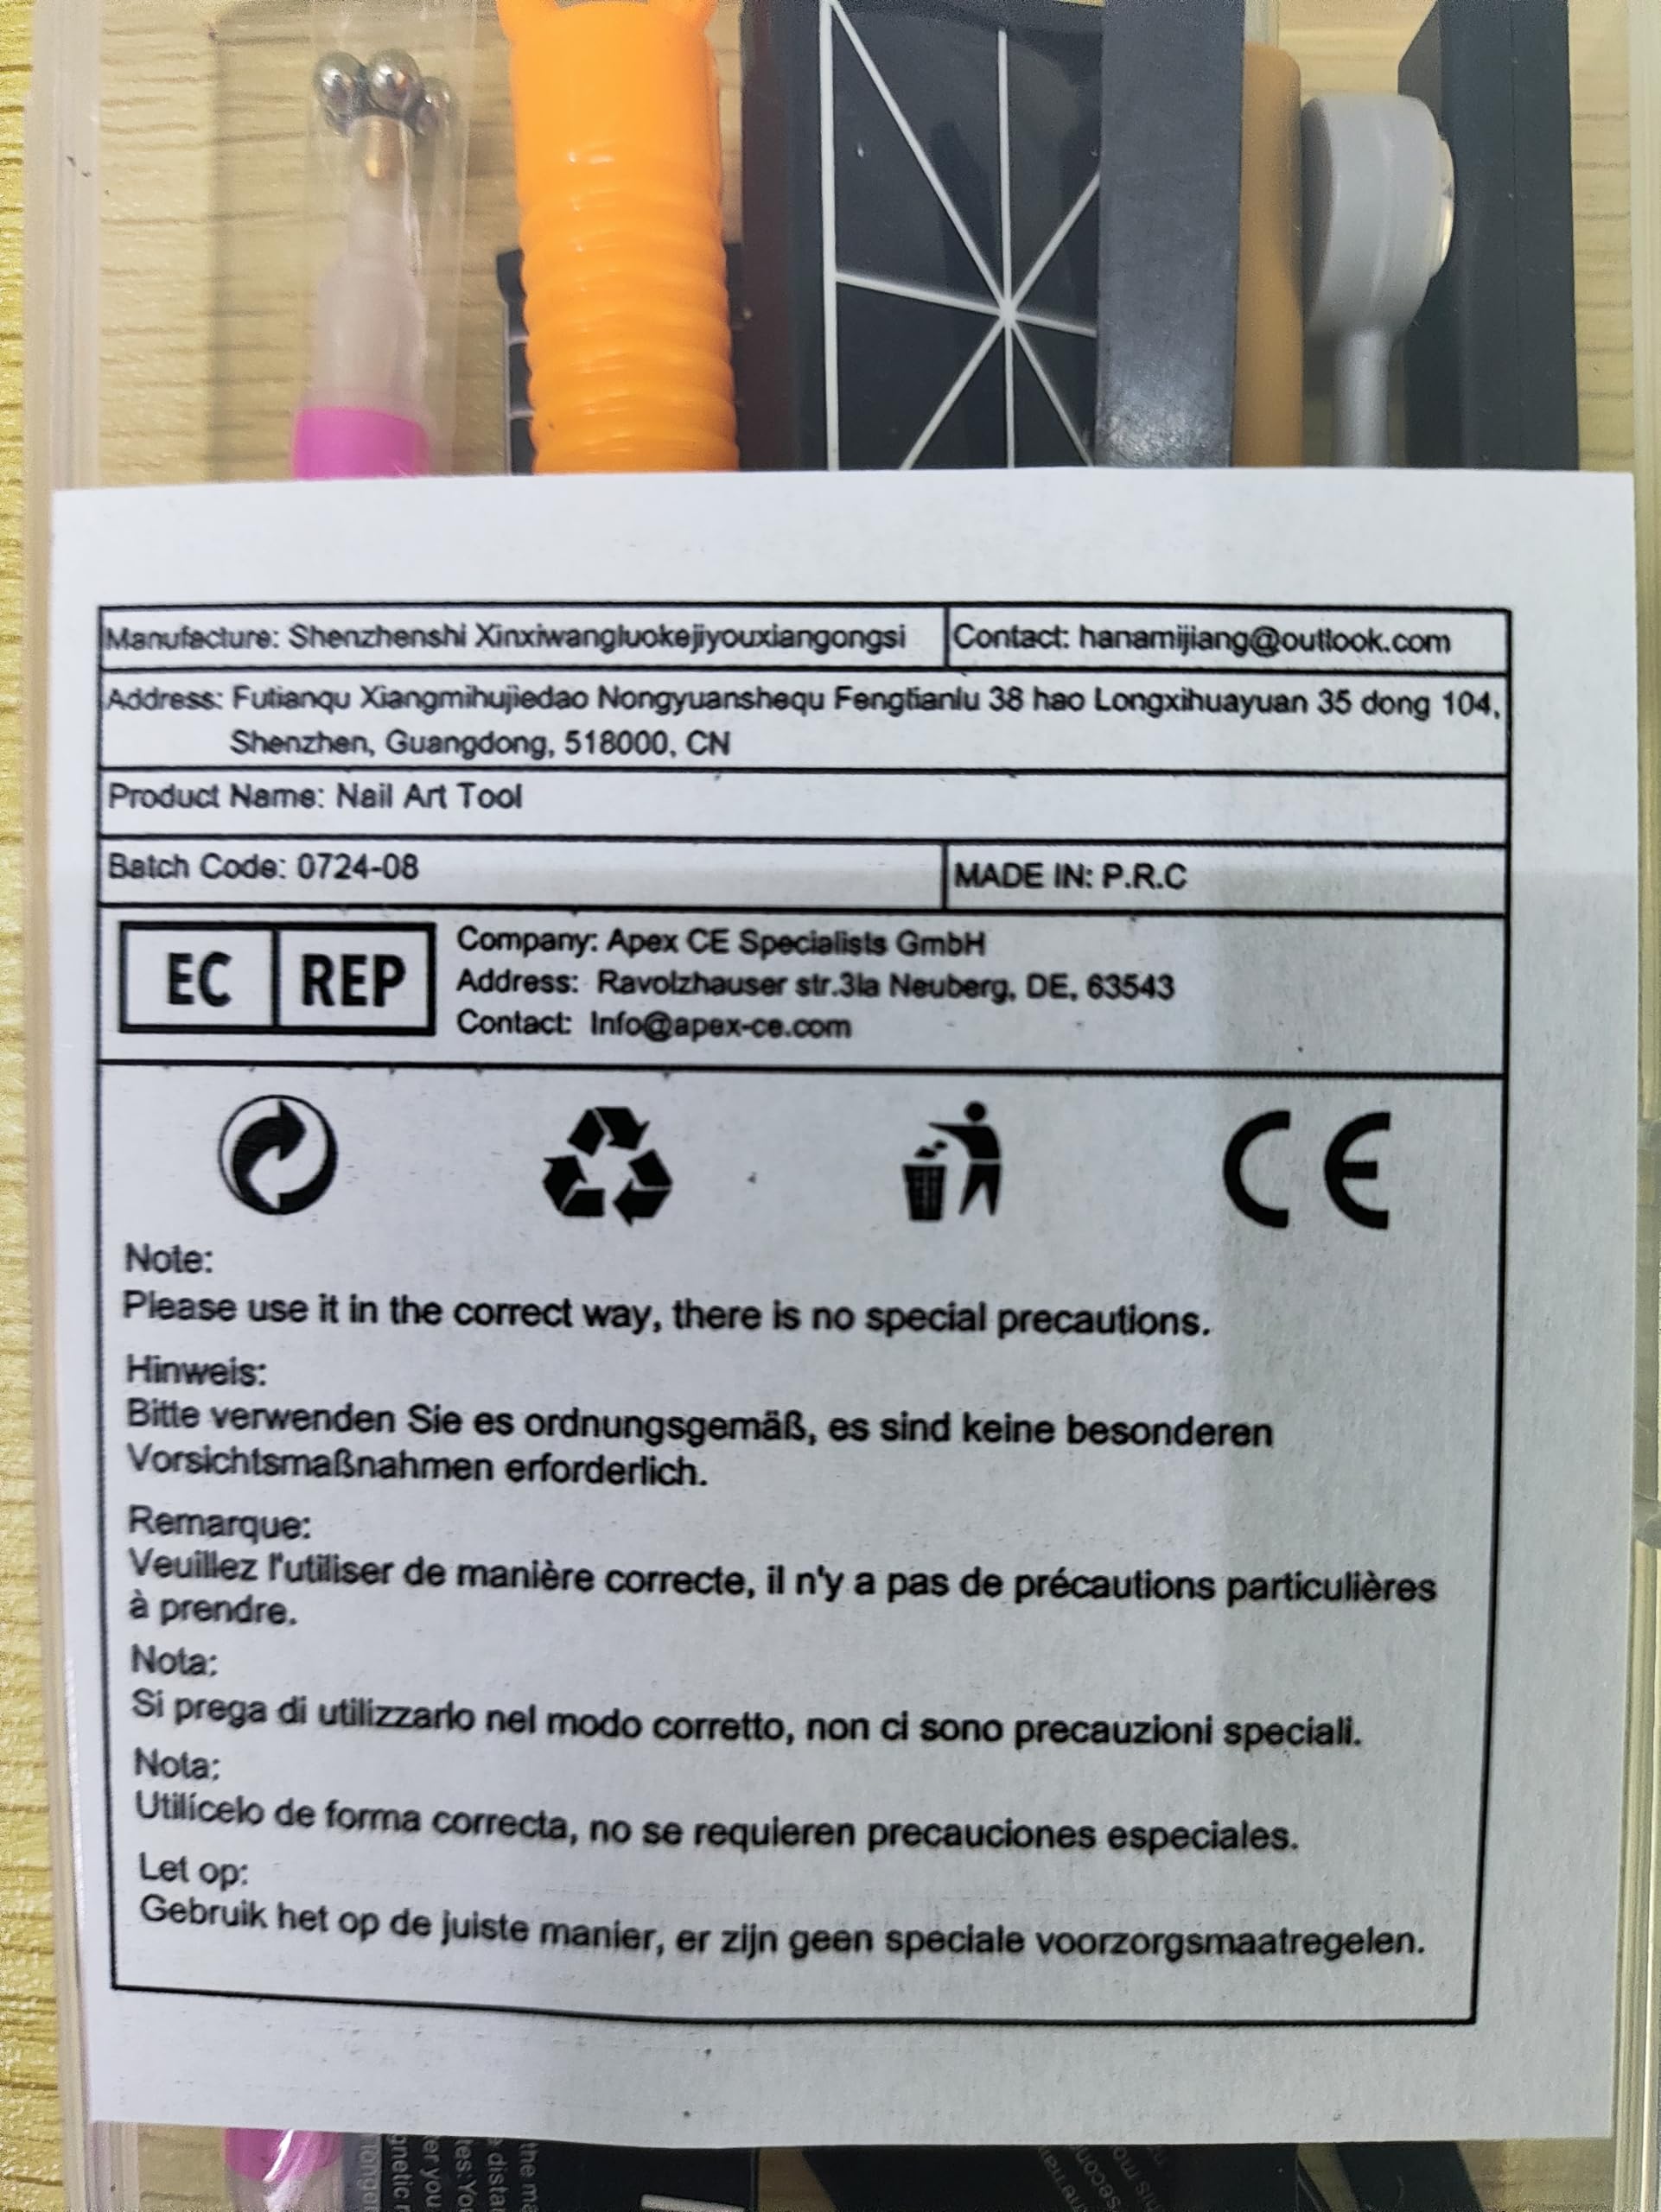 Manufacture: Shenzhenshi Xinxiwangluokejiyouxiangongsi
Contact: hanamijiang@outlook.com
Address: Futianqu Xiangmihujiedao Nongyuanshequ Fengtianlu 38 hao Longxihuayuan 35 dong 104,
Shenzhen, Guangdong, 518000, CN
Product Name: Nail Art Tool
Batch Code: 0724-08
MADE IN: P.R.C
EC REP
Company: Apex CE Specialists GmbH
Address: Ravolzhauser str.3la Neuberg, DE, 63543
Contact: Info@apex-ce.com
CE
Note:
Please use it in the correct way, there is no special precautions.
Hinweis:
Bitte verwenden Sie es ordnungsgemäß, es sind keine besonderen
Vorsichtsmaßnahmen erforderlich.
Remarque:
Veuillez l'utiliser de manière correcte, il n'y a pas de précautions particulières
à prendre.
Nota:
Si prega di utilizzarlo nel modo corretto, non ci sono precauzioni speciali.
Nota:
Utilícelo de forma correcta, no se requieren precauciones especiales.
Let op:
Gebruik het op de juiste manier, er zijn geen speciale voorzorgsmaatregelen.
the
dista
er you
longer